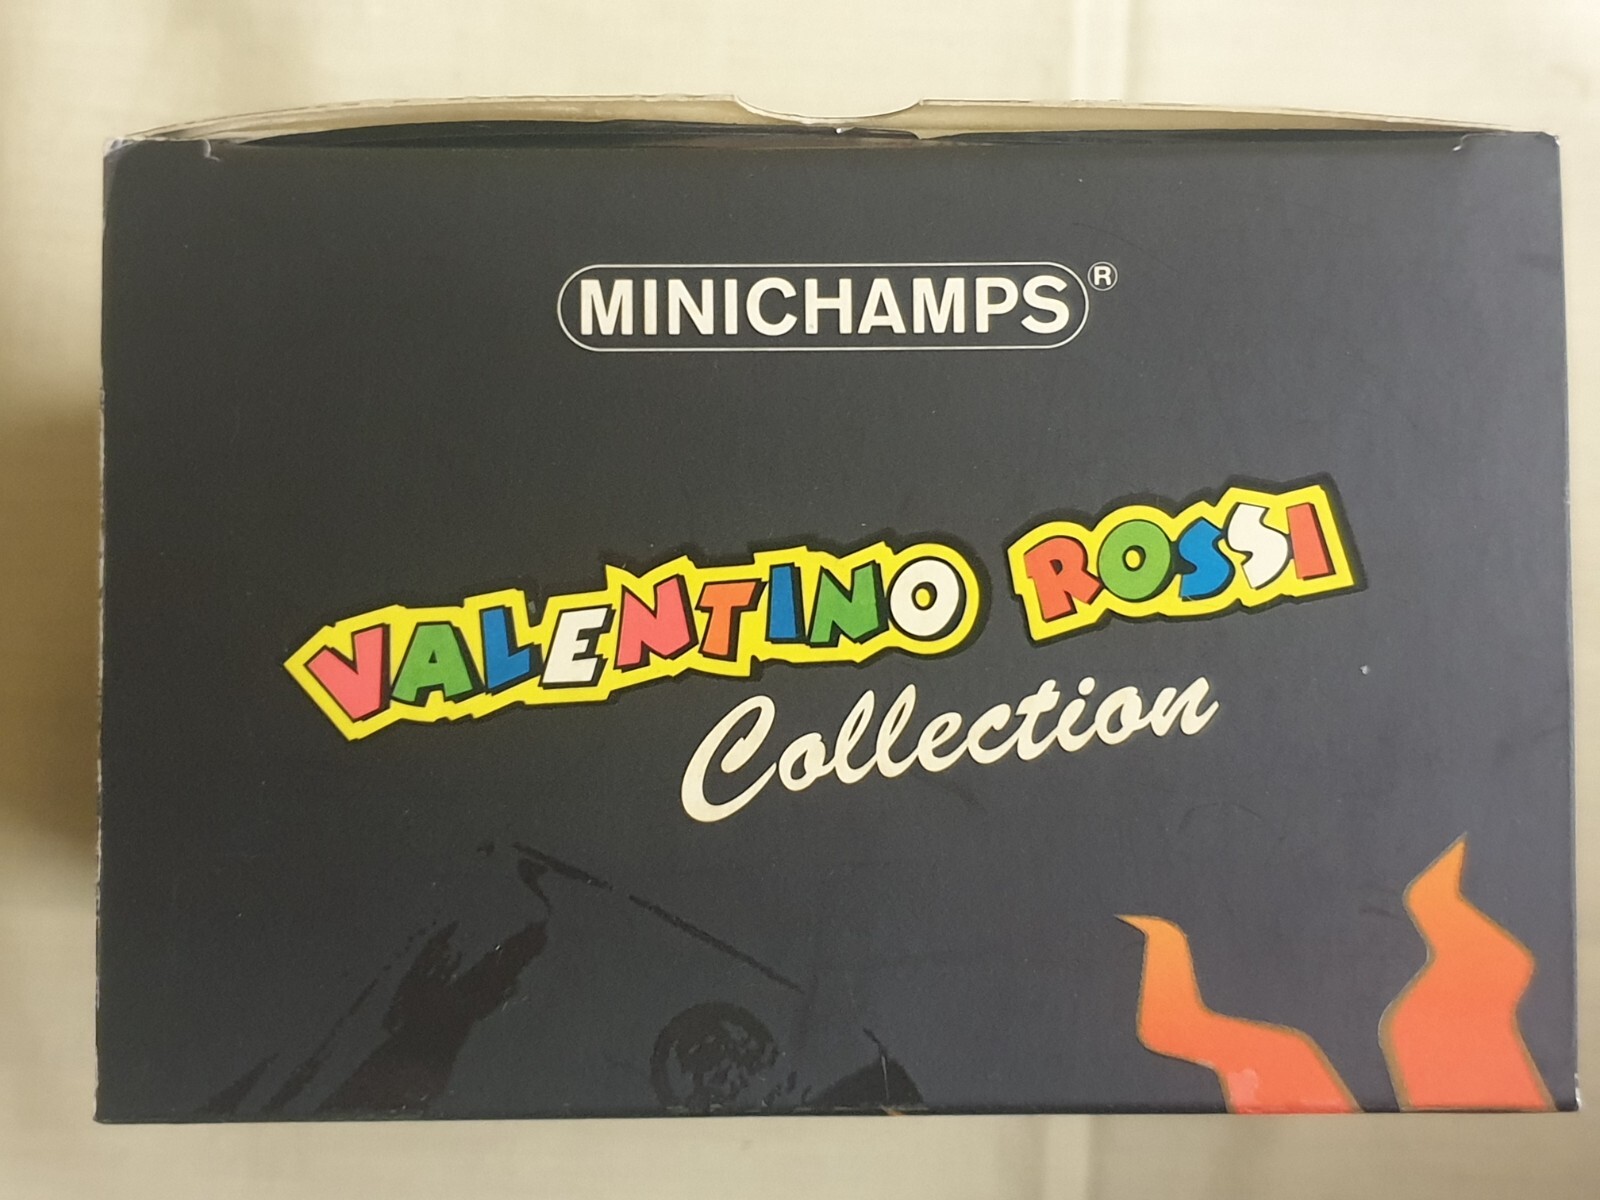 MINICHAMPS®
VALENTINO ROSSI
Collection